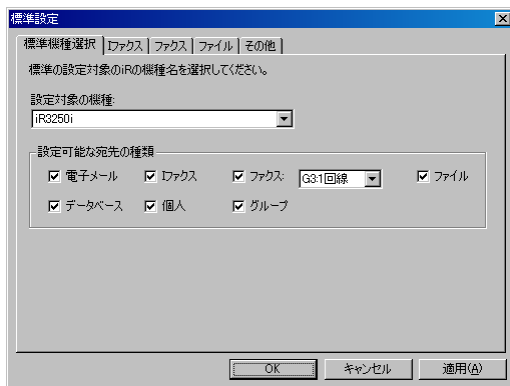 標準設定
標準機種選択 Iファクス ファクス ファイル その他
標準の設定対象のiRの機種名を選択してください。
設定対象の機種:
iR3250i
設定可能な宛先の種類
電子メール Iファクス ファクス: G3:1回線 ファイル
データベース 個人 グループ
OK キャンセル 適用(A)